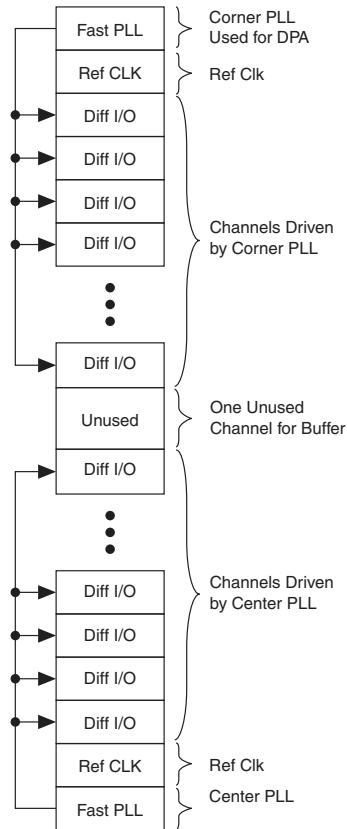 Fast PLL
Corner PLL
Used for DPA
Ref CLK
Ref Clk
Diff I/O
Diff I/O
Diff I/O
Diff I/O
Channels Driven
by Corner PLL
Diff I/O
Unused
One Unused
Channel for Buffer
Diff I/O
Channels Driven
by Center PLL
Diff I/O
Diff I/O
Diff I/O
Diff I/O
Ref CLK
Ref Clk
Fast PLL
Center PLL